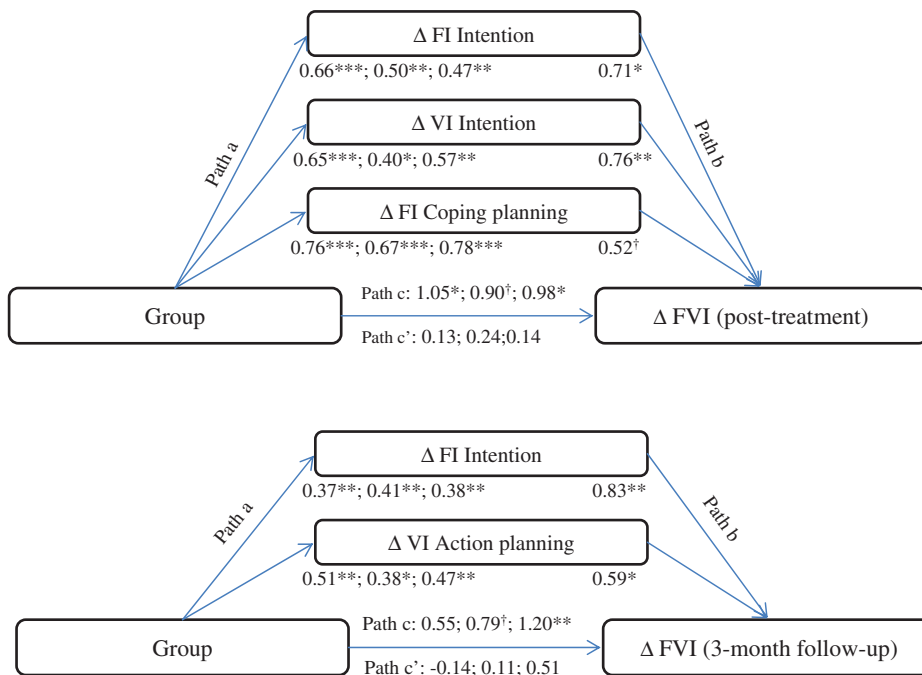 Δ FI Intention
0.66***; 0.50**; 0.47** 0.71*
Path a
Path b
Δ VI Intention
0.65***; 0.40*; 0.57** 0.76**
Δ FI Coping planning
0.76***; 0.67***; 0.78*** 0.52†
Group
Path c: 1.05*; 0.90†; 0.98*
Path c’: 0.13; 0.24;0.14
Δ FVI (post-treatment)
Δ FI Intention
0.37**; 0.41**; 0.38** 0.83**
Path a
Path b
Δ VI Action planning
0.51**; 0.38*; 0.47** 0.59*
Group
Path c: 0.55; 0.79†; 1.20**
Path c’: -0.14; 0.11; 0.51
Δ FVI (3-month follow-up)